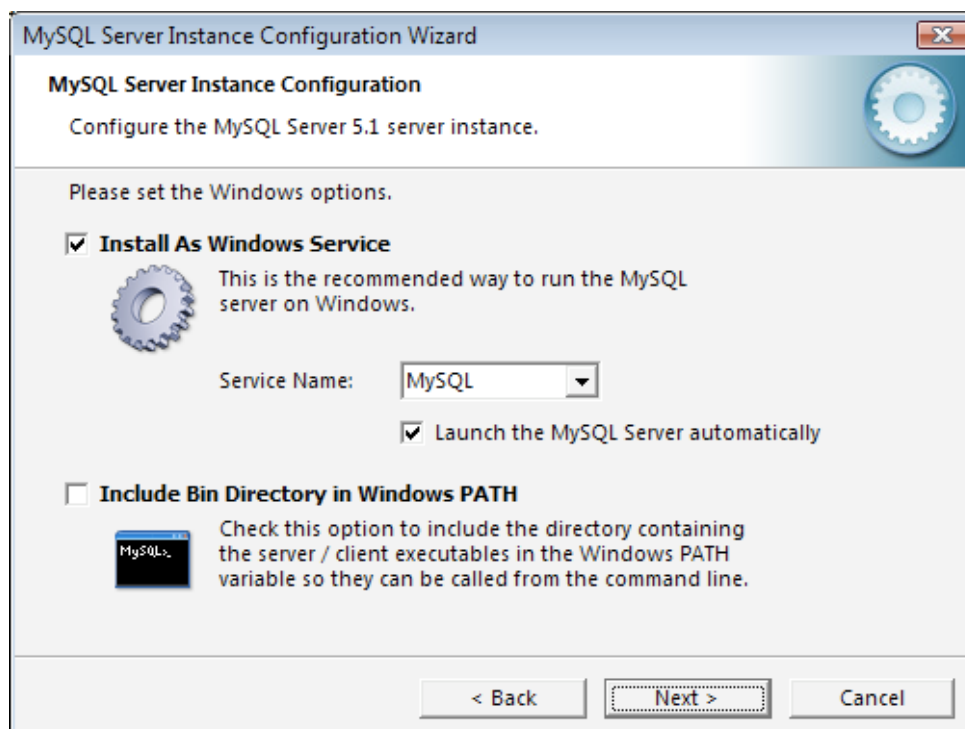 MySQL Server Instance Configuration Wizard
MySQL Server Instance Configuration
Configure the MySQL Server 5.1 server instance.
Please set the Windows options.
Install As Windows Service
This is the recommended way to run the MySQL
server on Windows.
Service Name: MySQL
Launch the MySQL Server automatically
Include Bin Directory in Windows PATH
MySQL>_
Check this option to include the directory containing
the server / client executables in the Windows PATH
variable so they can be called from the command line.
< Back Next > Cancel